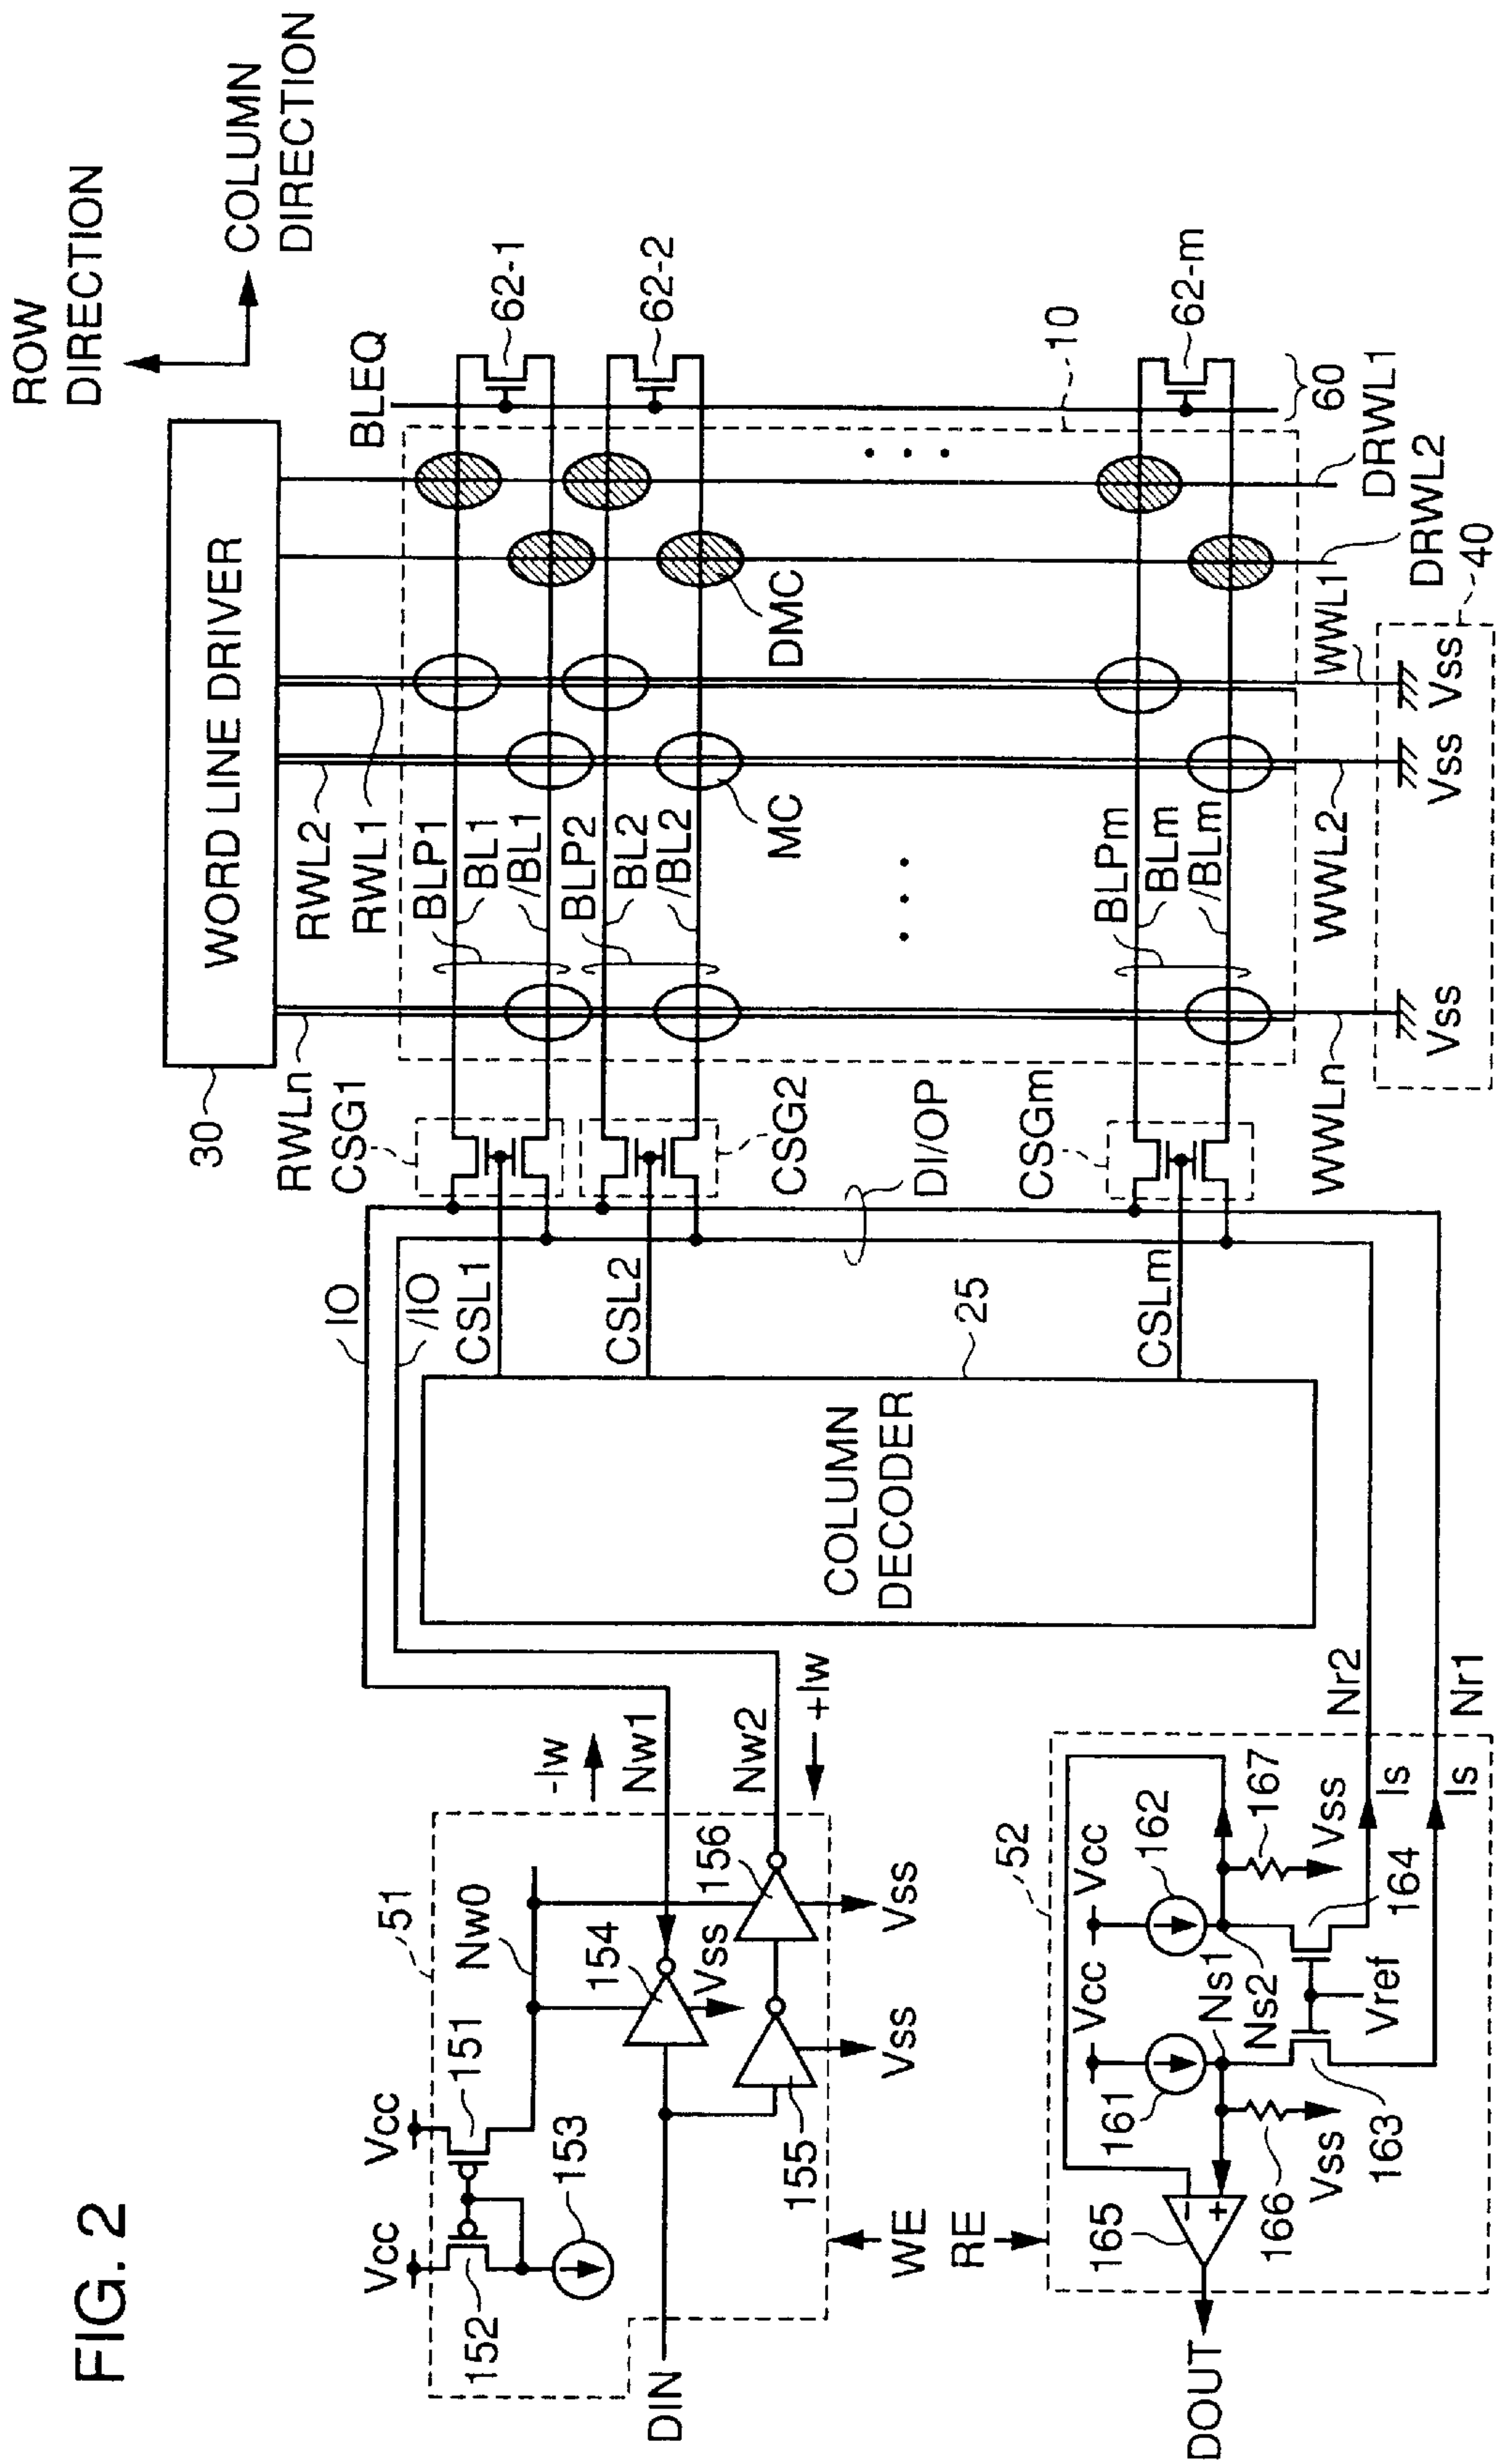 FIG. 2
ROW
DIRECTION
COLUMN
DIRECTION
WORD LINE DRIVER
30
RWLn
RWL2
RWL1
BLEQ
62-1
62-2
62-m
10
60
BLP1
BL1
/BL1
BLP2
BL2
/BL2
BLPm
BLm
/BLm
MC
DMC
DRWL1
DRWL2
WWL1
WWL2
WWLn
40
Vss
Vss
Vss
CSG1
CSG2
CSGm
DI/OP
IO
/IO
CSL1
CSL2
CSLm
25
COLUMN
DECODER
51
Vcc
Vcc
152
151
153
Nw0
154
155
156
Vss
Vss
Vss
-Iw
Nw1
Nw2
+Iw
DIN
WE
RE
52
Vcc
Vcc
161
162
Ns1
Ns2
166
167
Vss
Vss
163
164
Vref
165
-
+
Is
Is
Nr2
Nr1
DOUT